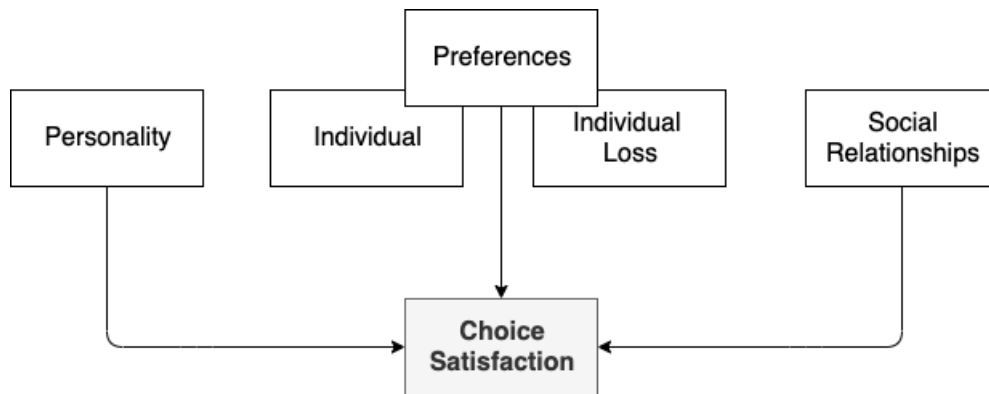 Preferences
Personality
Individual
Individual
Loss
Social
Relationships
Choice
Satisfaction